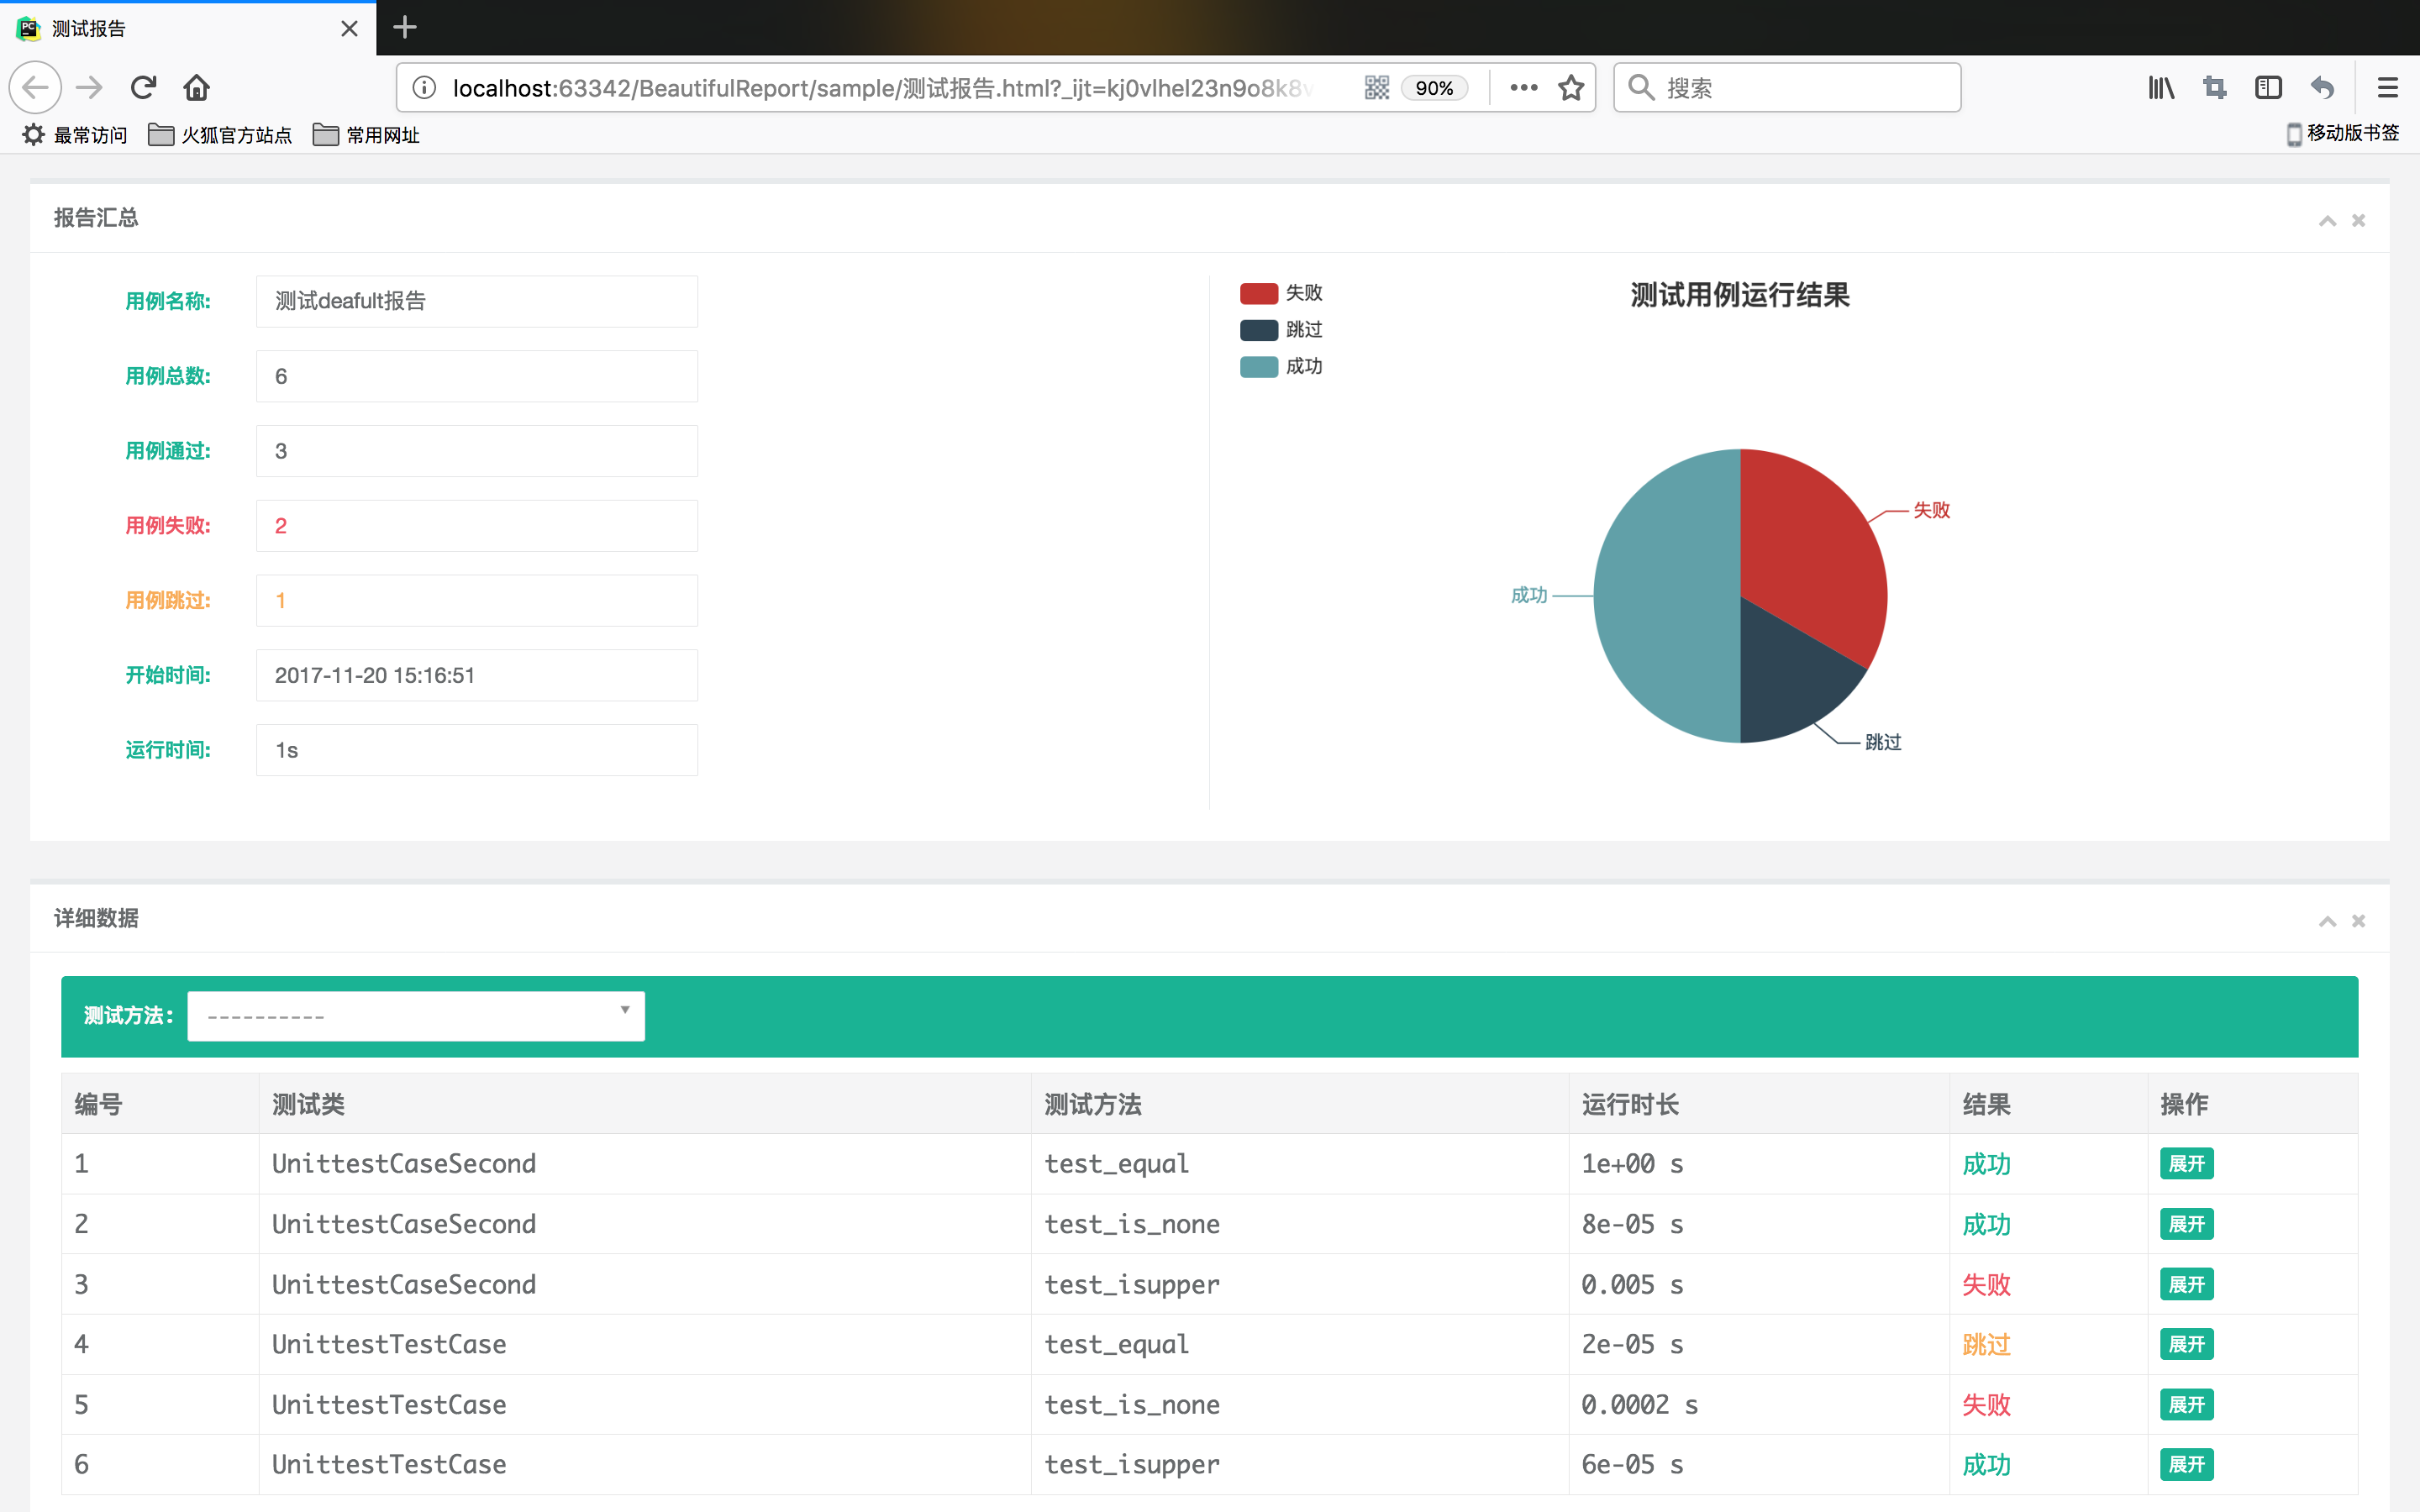 测试报告
localhost:63342/BeautifulReport/sample/测试报告.html?_ijt=kj0vlhel23n9o8k8v
90%
搜索
最常访问 火狐官方站点 常用网址 移动版书签
报告汇总
用例名称: 测试deafult报告
用例总数: 6
用例通过: 3
用例失败: 2
用例跳过: 1
开始时间: 2017-11-20 15:16:51
运行时间: 1s
失败
跳过
成功
测试用例运行结果
失败
成功
跳过
详细数据
测试方法: ----------
编号 测试类 测试方法 运行时长 结果 操作
1 UnittestCaseSecond test_equal 1e+00 s 成功 展开
2 UnittestCaseSecond test_is_none 8e-05 s 成功 展开
3 UnittestCaseSecond test_isupper 0.005 s 失败 展开
4 UnittestTestCase test_equal 2e-05 s 跳过 展开
5 UnittestTestCase test_is_none 0.0002 s 失败 展开
6 UnittestTestCase test_isupper 6e-05 s 成功 展开